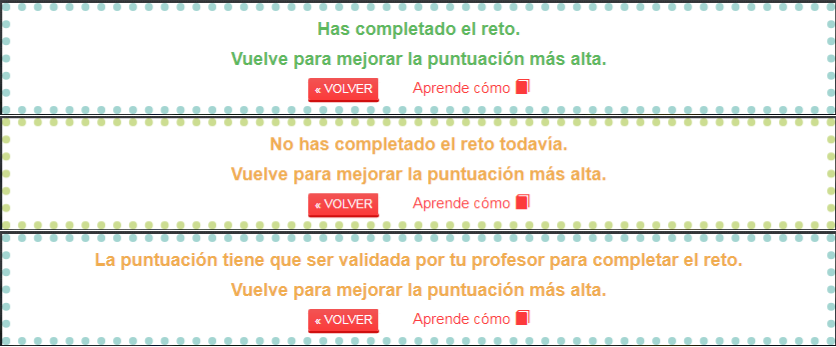 Has completado el reto.
Vuelve para mejorar la puntuación más alta.
« VOLVER Aprende cómo
No has completado el reto todavía.
Vuelve para mejorar la puntuación más alta.
« VOLVER Aprende cómo
La puntuación tiene que ser validada por tu profesor para completar el reto.
Vuelve para mejorar la puntuación más alta.
« VOLVER Aprende cómo